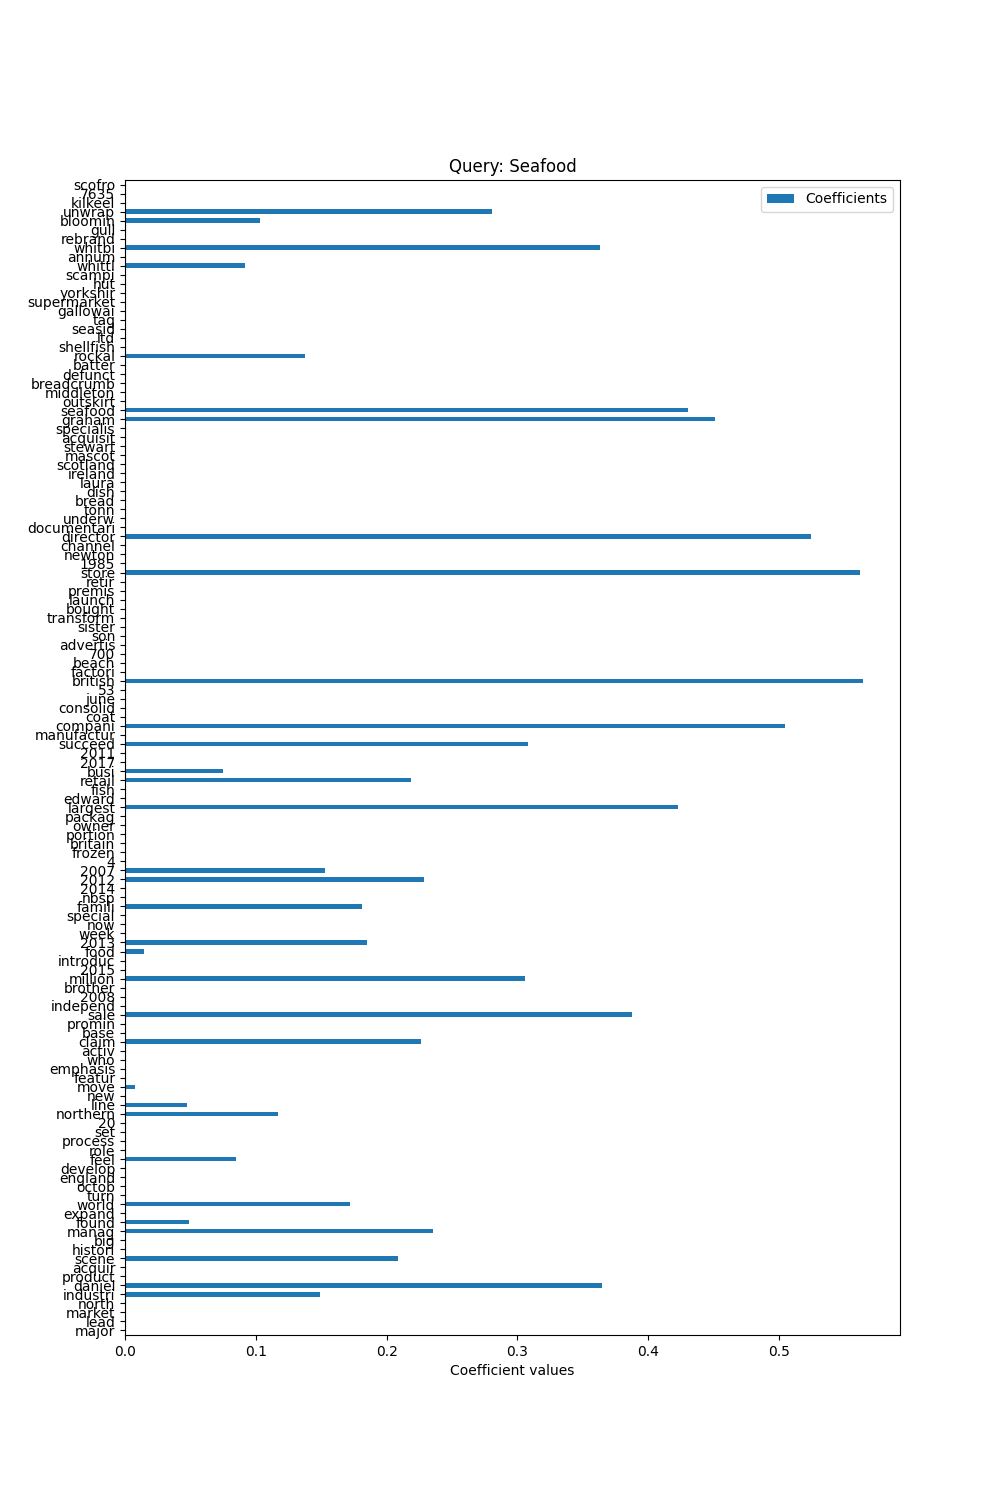 Query: Seafood
Coefficients
scofro
7635
kilkeel
unwrap
bloomin
gull
rebrand
whitbi
annum
whittl
scampi
hut
yorkshir
supermarket
gallowai
tag
seasid
ltd
shellfish
rockal
batter
defunct
breadcrumb
middleton
outskirt
seafood
graham
specialis
acquisit
stewart
mascot
scotland
ireland
laura
dish
bread
tonn
underw
documentari
director
channel
newton
1985
store
retir
premis
launch
bought
transform
sister
son
advertis
700
beach
factori
british
53
june
consolid
coat
compani
manufactur
succeed
2011
2017
busi
retail
fish
edward
largest
packag
owner
portion
britain
frozen
4
2007
2012
2014
nbsp
famili
special
now
week
2013
food
introduc
2015
million
brother
2008
independ
sale
promin
base
claim
activ
who
emphasis
featur
move
new
line
northern
20
set
process
role
feel
develop
england
octob
turn
world
expand
found
manag
big
histori
scene
acquir
product
daniel
industri
north
market
lead
major
0.0 0.1 0.2 0.3 0.4 0.5
Coefficient values